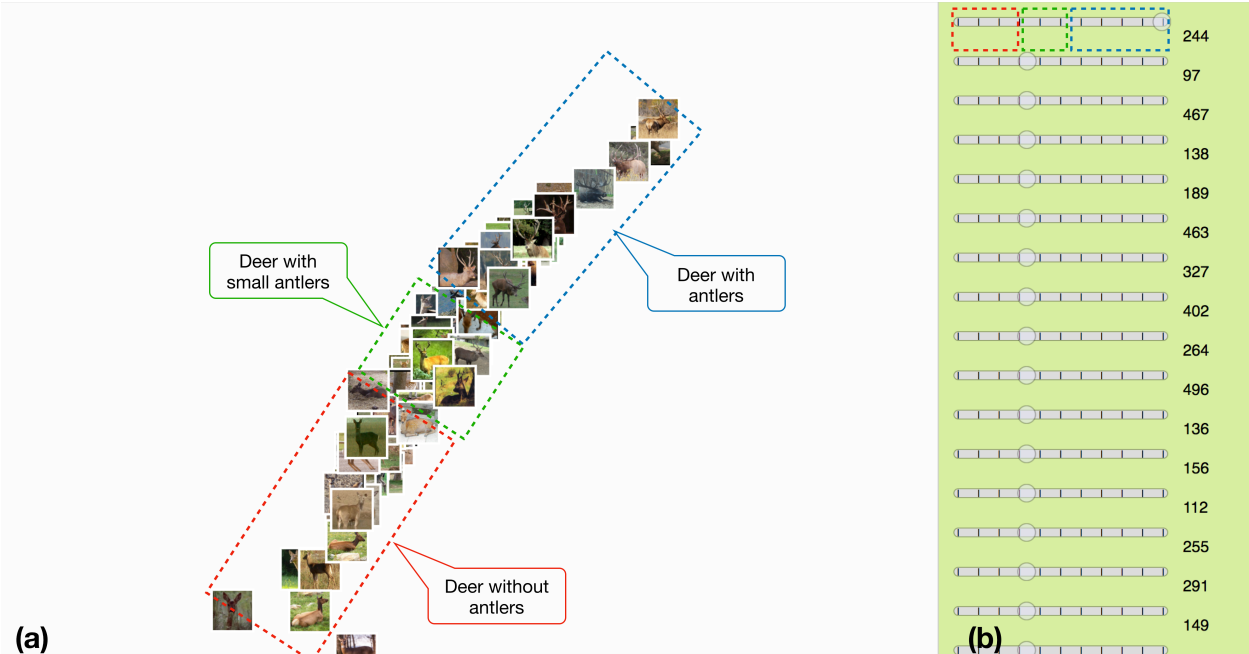 Deer with
small antlers
Deer with
antlers
Deer without
antlers
(a)
244
97
467
138
189
463
327
402
264
496
136
156
112
255
291
149
(b)